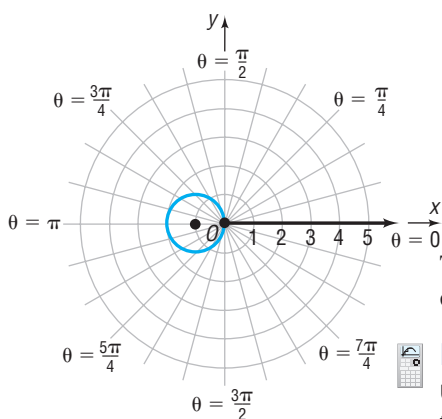 y
θ = π/2
θ = 3π/4
θ = π/4
x
θ = π
O 1 2 3 4 5
θ = 0
θ = 5π/4
θ = 7π/4
θ = 3π/2